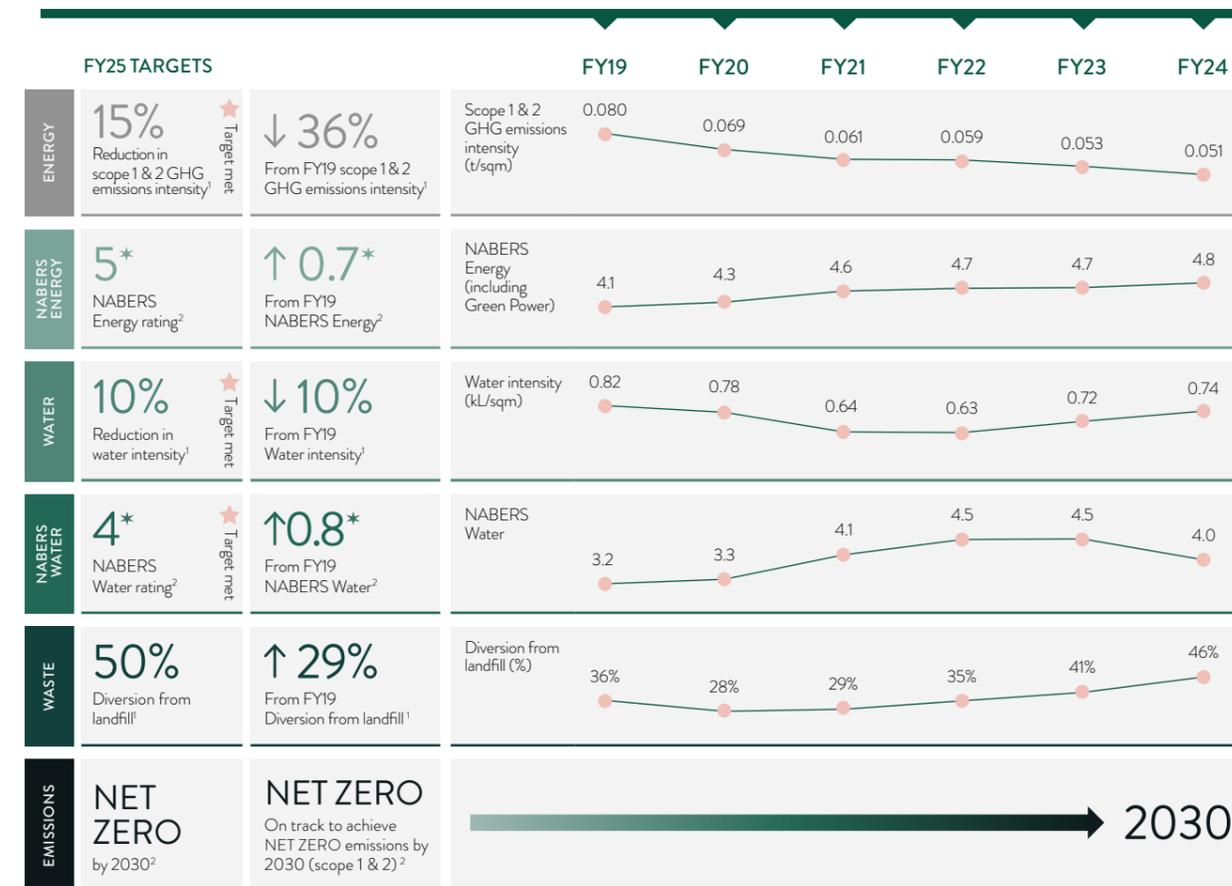 FY25 TARGETS
FY19 FY20 FY21 FY22 FY23 FY24
ENERGY
15%
Reduction in
scope 1 & 2 GHG
emissions intensity¹
Target met
↓ 36%
From FY19 scope 1 & 2
GHG emissions intensity¹
Scope 1 & 2
GHG emissions
intensity
(t/sqm)
0.080 0.069 0.061 0.059 0.053 0.051
NABERS
ENERGY
5*
NABERS
Energy rating²
↑ 0.7*
From FY19
NABERS Energy²
NABERS
Energy
(including
Green Power)
4.1 4.3 4.6 4.7 4.7 4.8
WATER
10%
Reduction in
water intensity¹
Target met
↓ 10%
From FY19
Water intensity¹
Water intensity
(kL/sqm)
0.82 0.78 0.64 0.63 0.72 0.74
NABERS
WATER
4*
NABERS
Water rating²
Target met
↑0.8*
From FY19
NABERS Water²
NABERS
Water
3.2 3.3 4.1 4.5 4.5 4.0
WASTE
50%
Diversion from
landfill¹
↑ 29%
From FY19
Diversion from landfill ¹
Diversion from
landfill (%)
36% 28% 29% 35% 41% 46%
EMISSIONS
NET
ZERO
by 2030²
NET ZERO
On track to achieve
NET ZERO emissions by
2030 (scope 1 & 2) ²
2030